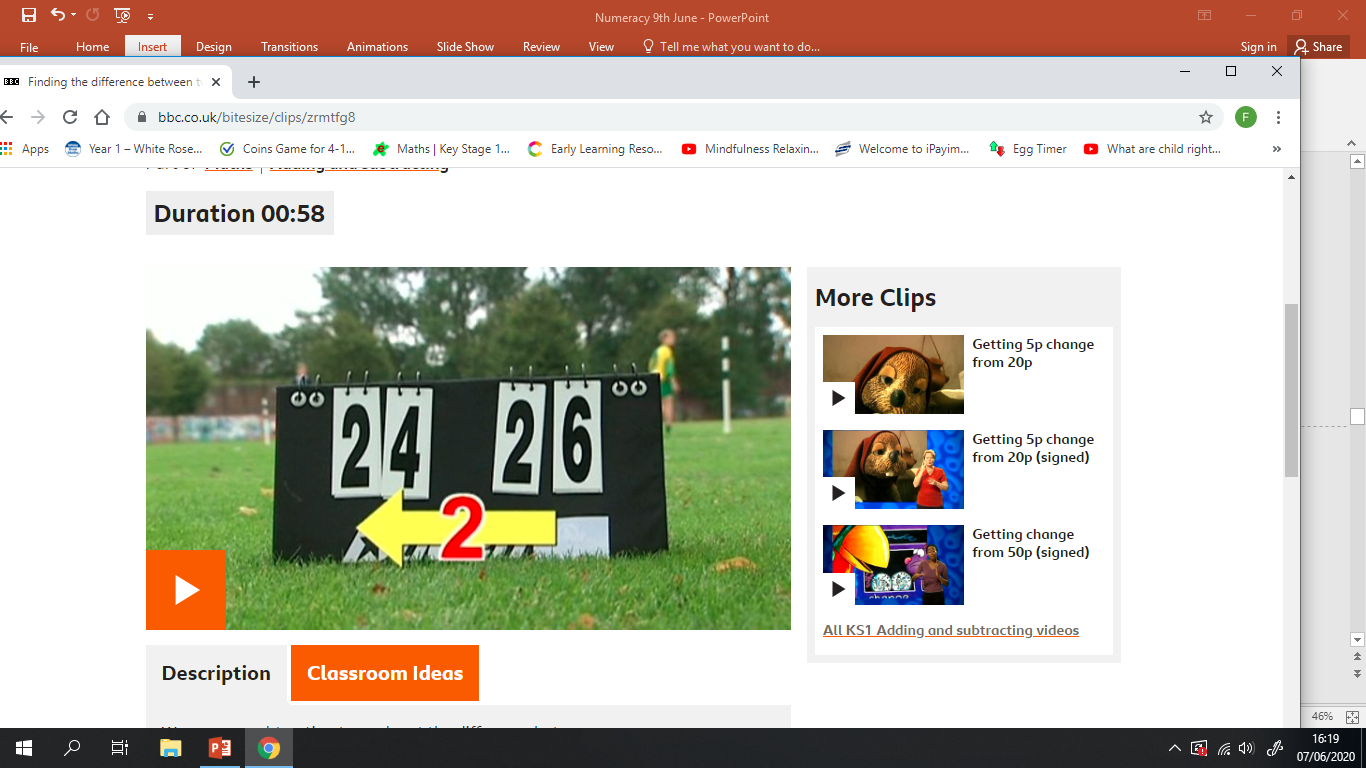 Numeracy 9th June - PowerPoint
File Home Insert Design Transitions Animations Slide Show Review View Tell me what you want to do... Sign in Share
BBC Finding the difference between t
bbc.co.uk/bitesize/clips/zrmtfg8 F
Apps Year 1 – White Rose... Coins Game for 4-1... Maths | Key Stage 1... Early Learning Reso... Mindfulness Relaxin... Welcome to iPayim... Egg Timer What are child right... »
Duration 00:58
24 26
2
More Clips
Getting 5p change
from 20p
Getting 5p change
from 20p (signed)
Getting change
from 50p (signed)
All KS1 Adding and subtracting videos
Description Classroom Ideas
46%
16:19
07/06/2020